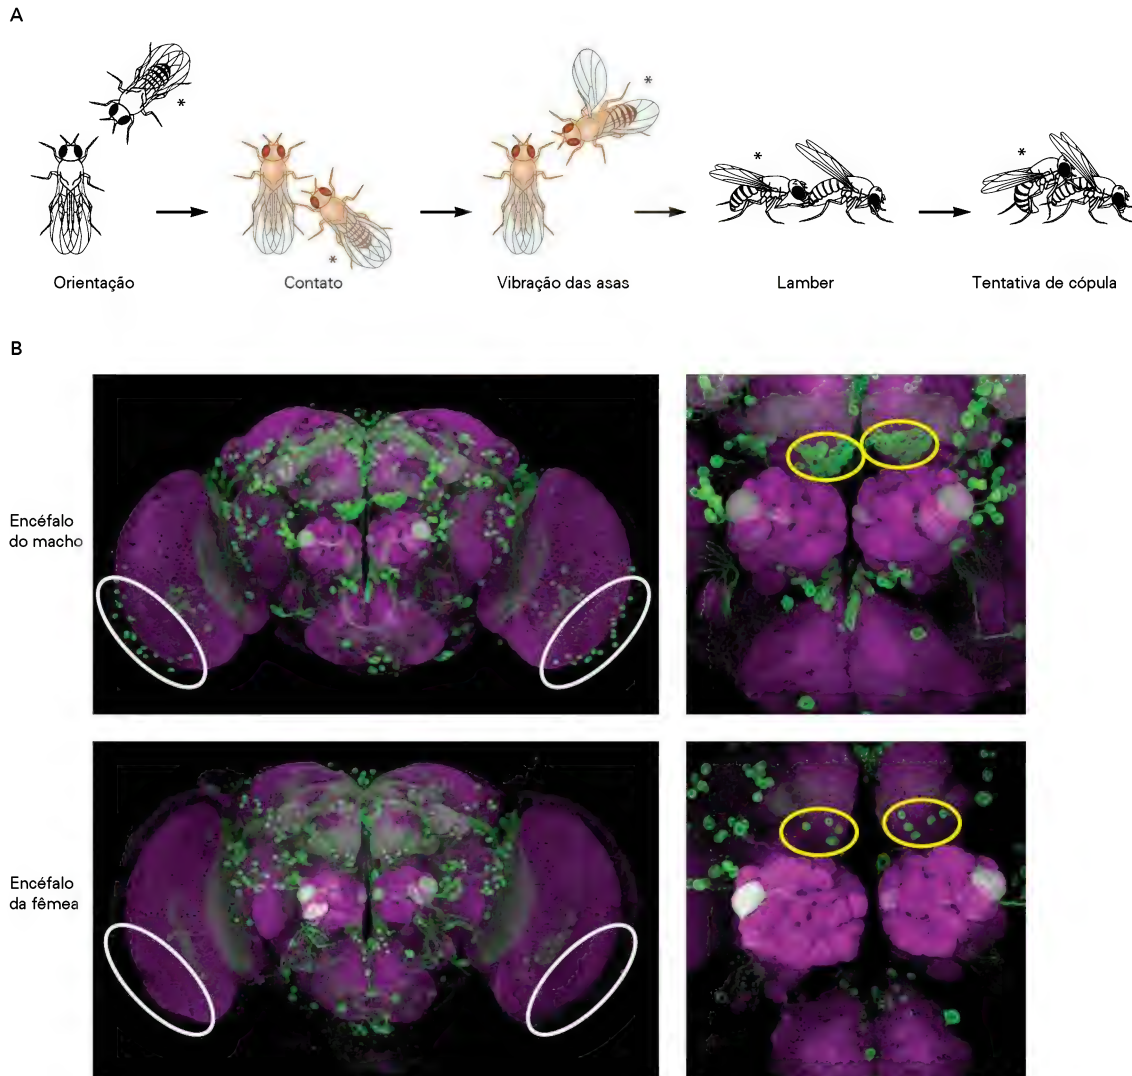 A
*
*
*
*
*
Orientação
Contato
Vibração das asas
Lamber
Tentativa de cópula
B
Encéfalo
do macho
Encéfalo
da fêmea